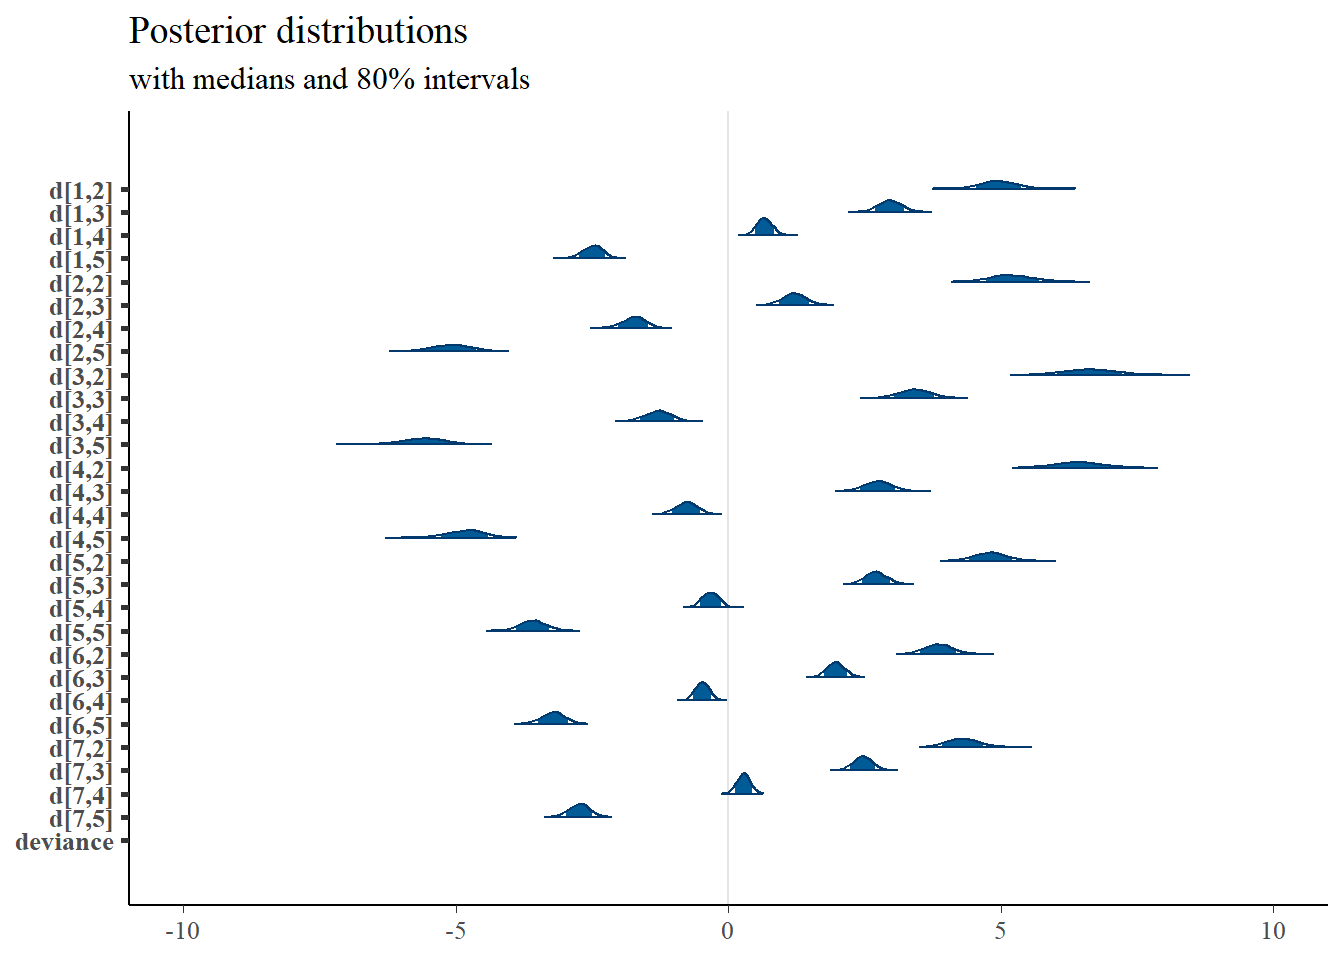 Posterior distributions
with medians and 80% intervals
d[1,2]
d[1,3]
d[1,4]
d[1,5]
d[2,2]
d[2,3]
d[2,4]
d[2,5]
d[3,2]
d[3,3]
d[3,4]
d[3,5]
d[4,2]
d[4,3]
d[4,4]
d[4,5]
d[5,2]
d[5,3]
d[5,4]
d[5,5]
d[6,2]
d[6,3]
d[6,4]
d[6,5]
d[7,2]
d[7,3]
d[7,4]
d[7,5]
deviance
-10 -5 0 5 10